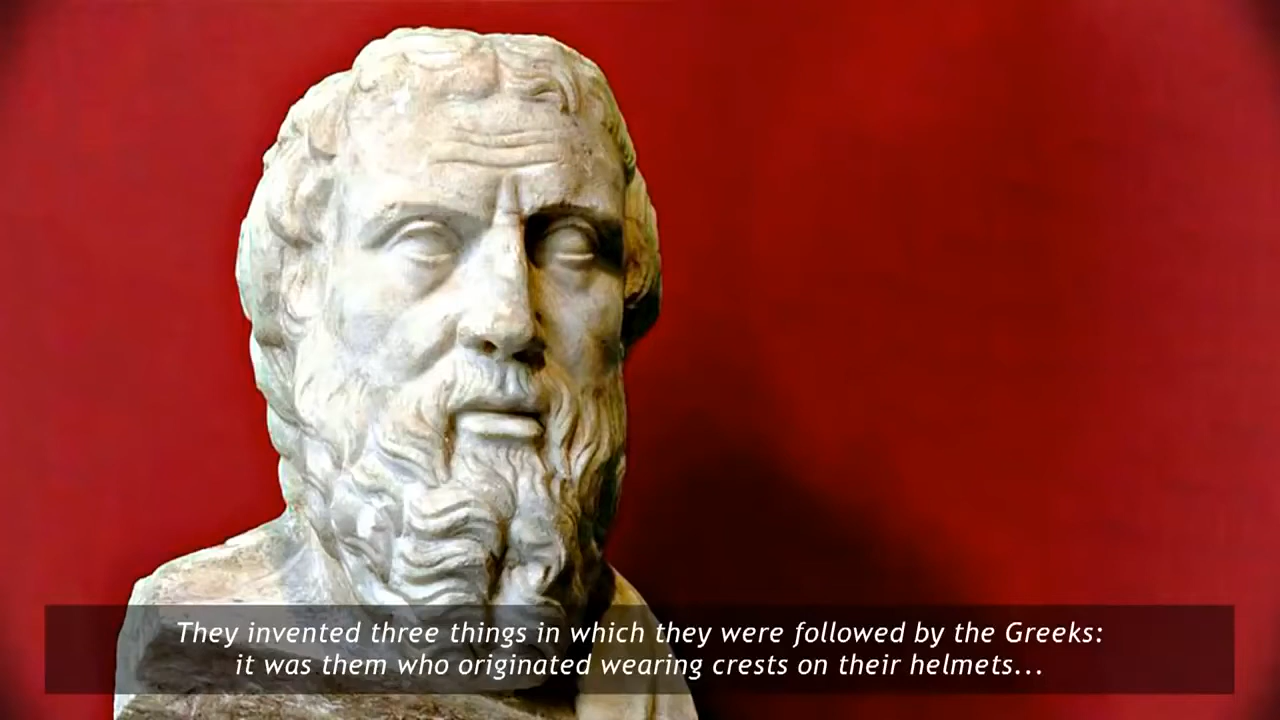 They invented three things in which they were followed by the Greeks:
it was them who originated wearing crests on their helmets...